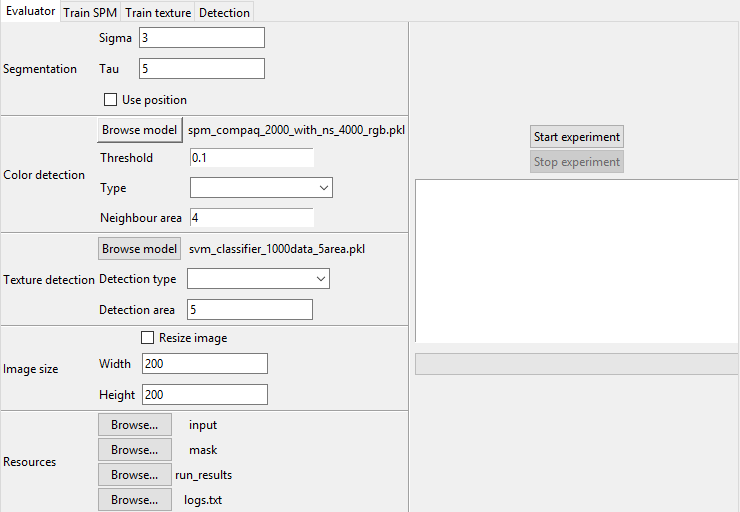 Evaluator Train SPM Train texture Detection
Sigma 3
Segmentation Tau 5
Use position
Browse model spm_compaq_2000_with_ns_4000_rgb.pkl
Threshold 0.1
Color detection
Type
Neighbour area 4
Browse model svm_classifier_1000data_5area.pkl
Texture detection Detection type
Detection area 5
Resize image
Image size Width 200
Height 200
Browse... input
Browse... mask
Resources
Browse... run_results
Browse... logs.txt
Start experiment
Stop experiment